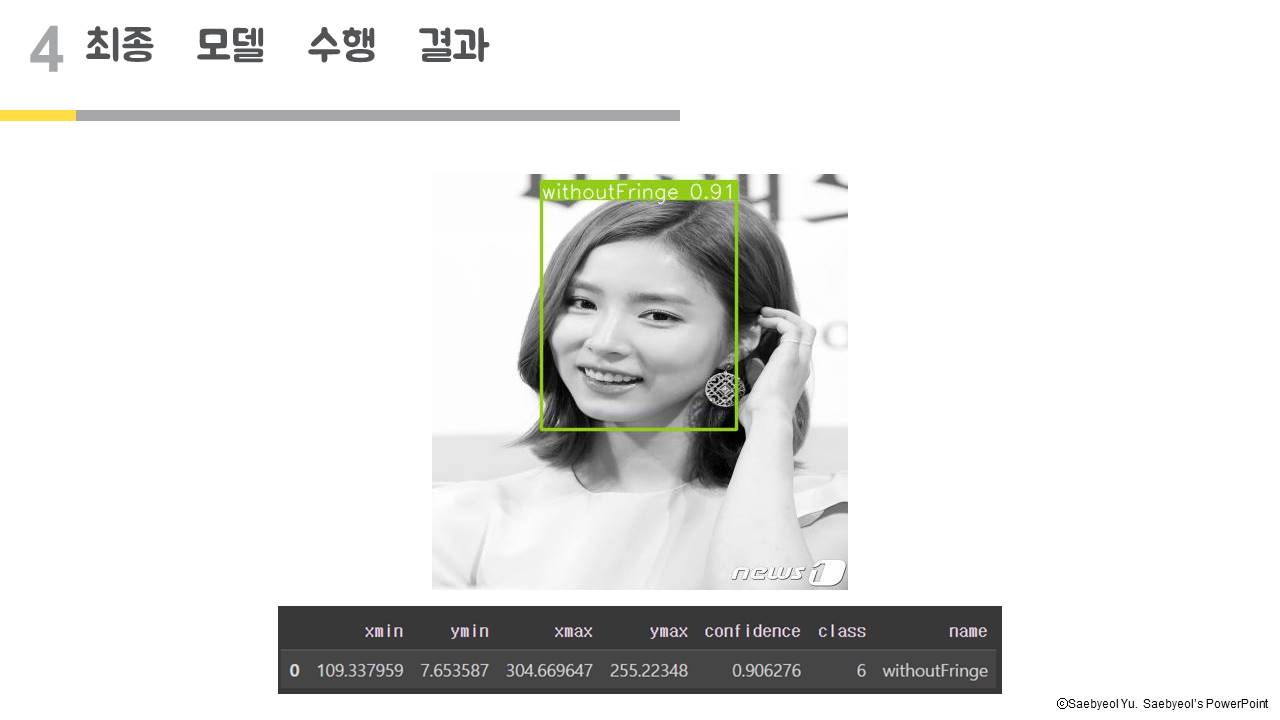 4 최종 모델 수행 결과
withoutFringe 0.91
news1
xmin ymin xmax ymax confidence class name
0 109.337959 7.653587 304.669647 255.22348 0.906276 6 withoutFringe
ⓒSaebyeol Yu. Saebyeol's PowerPoint